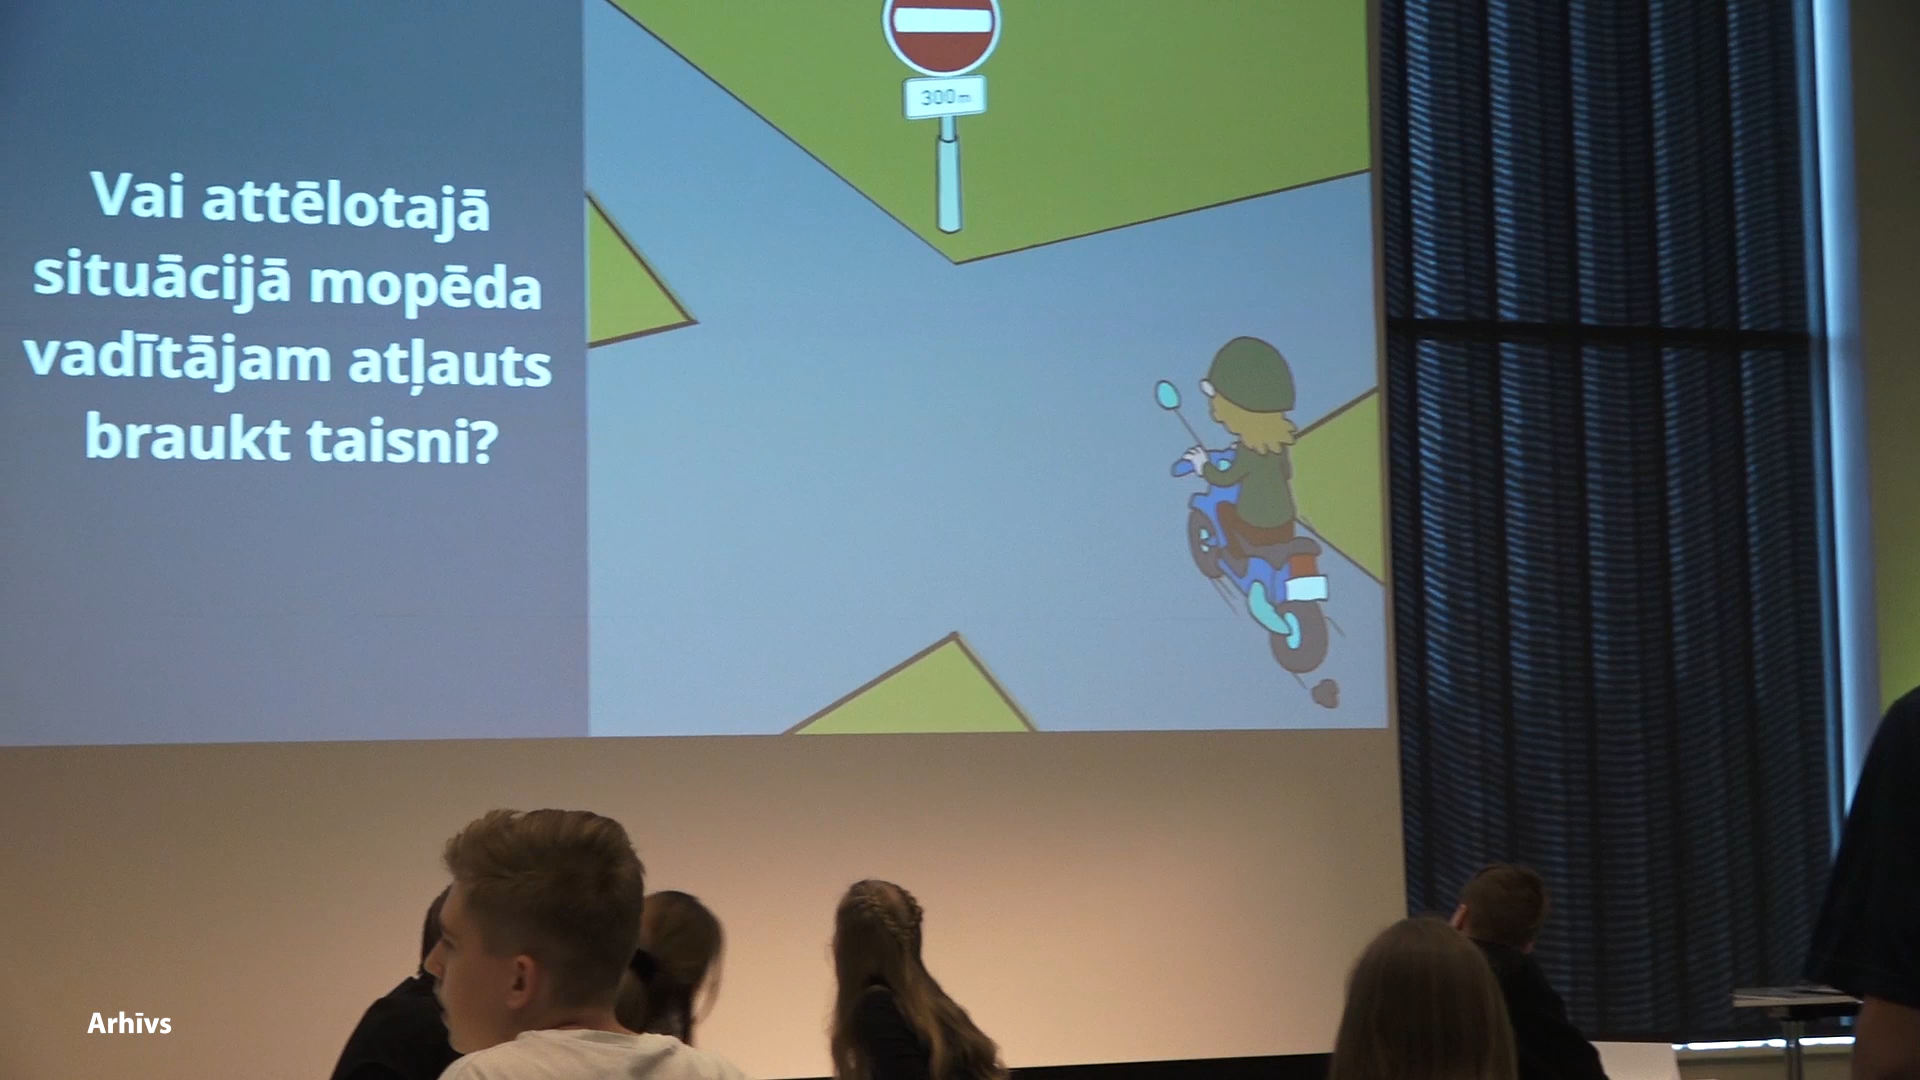 300m
Vai attēlotajā
situācijā mopēda
vadītājam atļauts
braukt taisni?
Arhīvs